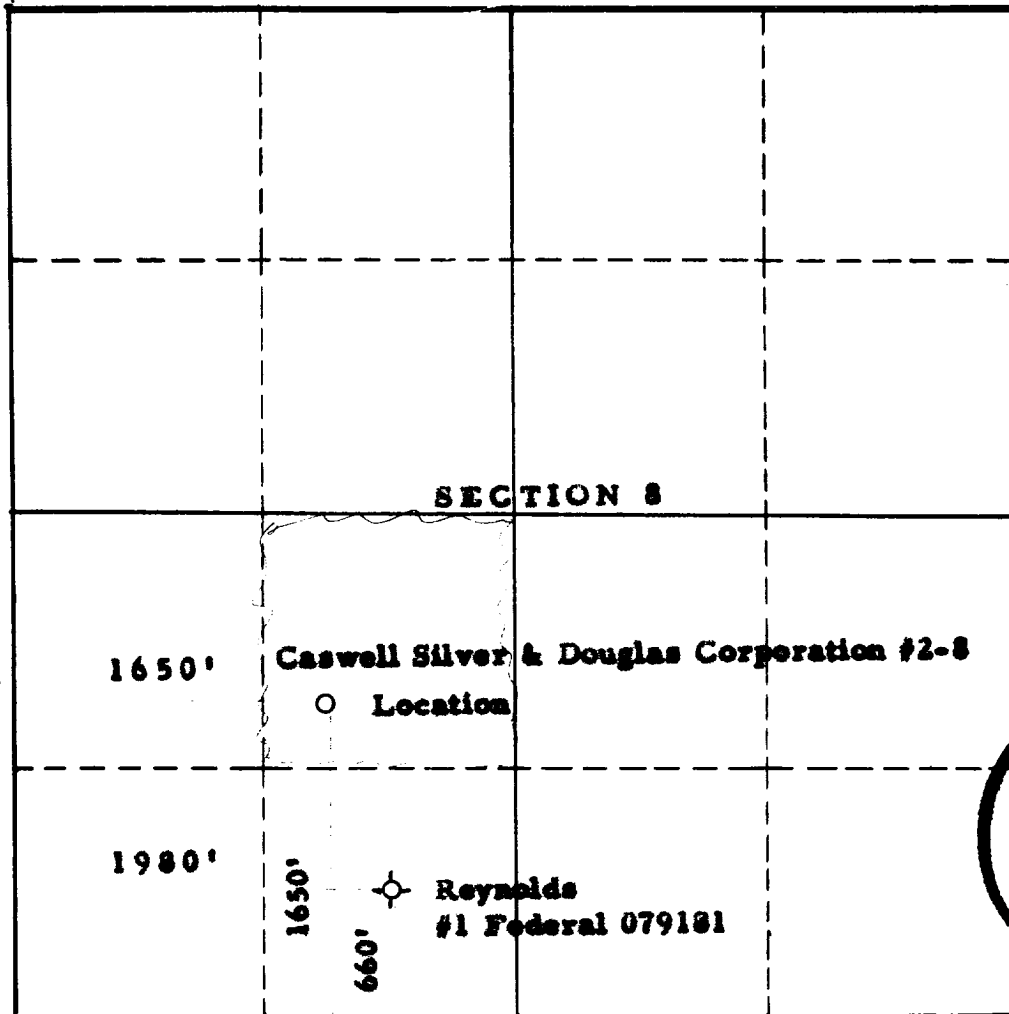 SECTION 8
1650' Caswell Silver & Douglas Corporation #2-8
Location
1980'
1650'
Reynolds
#1 Federal 079181
660'